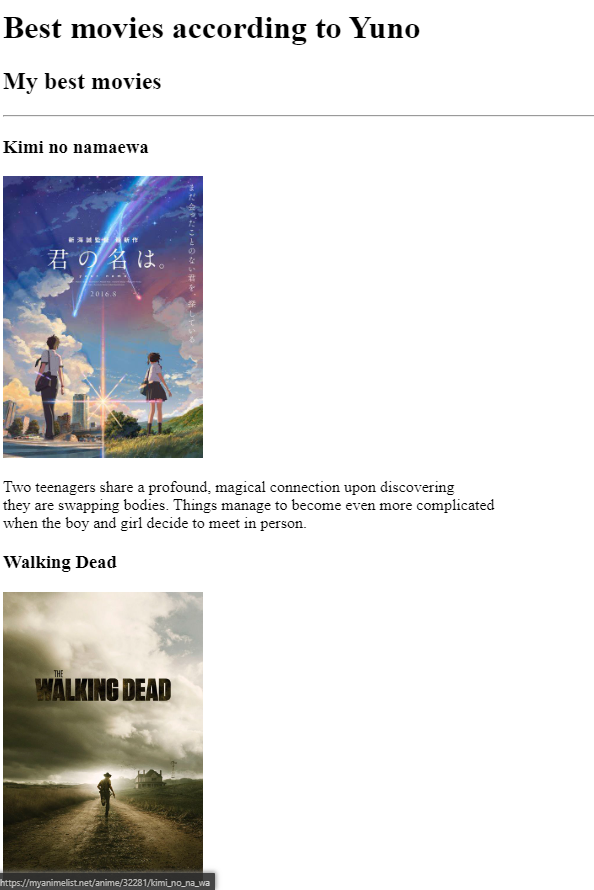 Best movies according to Yuno
My best movies
Kimi no namaewa
新海誠監督 最新作
君の名は。
your name.
2016.8
まだ会ったことのない君を、探している
Two teenagers share a profound, magical connection upon discovering
they are swapping bodies. Things manage to become even more complicated
when the boy and girl decide to meet in person.
Walking Dead
THE
WALKING DEAD
https://myanimelist.net/anime/32281/kimi_no_na_wa